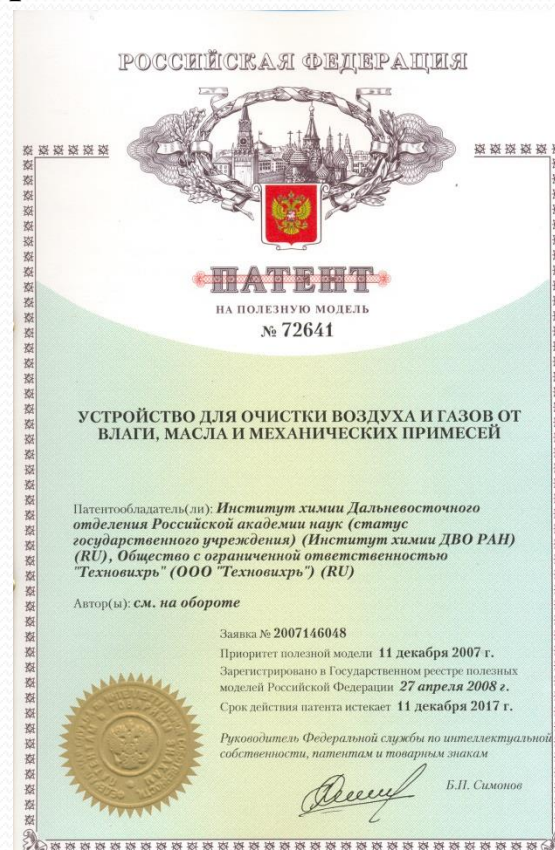 РОССИЙСКАЯ ФЕДЕРАЦИЯ
ПАТЕНТ
НА ПОЛЕЗНУЮ МОДЕЛЬ
№ 72641
УСТРОЙСТВО ДЛЯ ОЧИСТКИ ВОЗДУХА И ГАЗОВ ОТ
ВЛАГИ, МАСЛА И МЕХАНИЧЕСКИХ ПРИМЕСЕЙ
Патентообладатель(ли): Институт химии Дальневосточного
отделения Российской академии наук (статус
государственного учреждения) (Институт химии ДВО РАН)
(RU), Общество с ограниченной ответственностью
"Техновихрь" (ООО "Техновихрь") (RU)
Автор(ы): см. на обороте
Заявка № 2007146048
Приоритет полезной модели 11 декабря 2007 г.
Зарегистрировано в Государственном реестре полезных
моделей Российской Федерации 27 апреля 2008 г.
Срок действия патента истекает 11 декабря 2017 г.
Руководитель Федеральной службы по интеллектуальной
собственности, патентам и товарным знакам
Б.П. Симонов